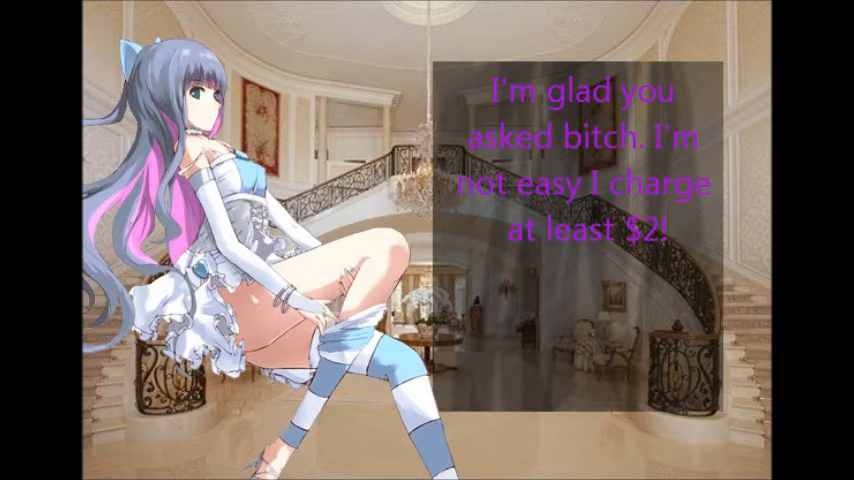 I'm glad you
asked bitch. I'm
not easy I charge
at least $2!